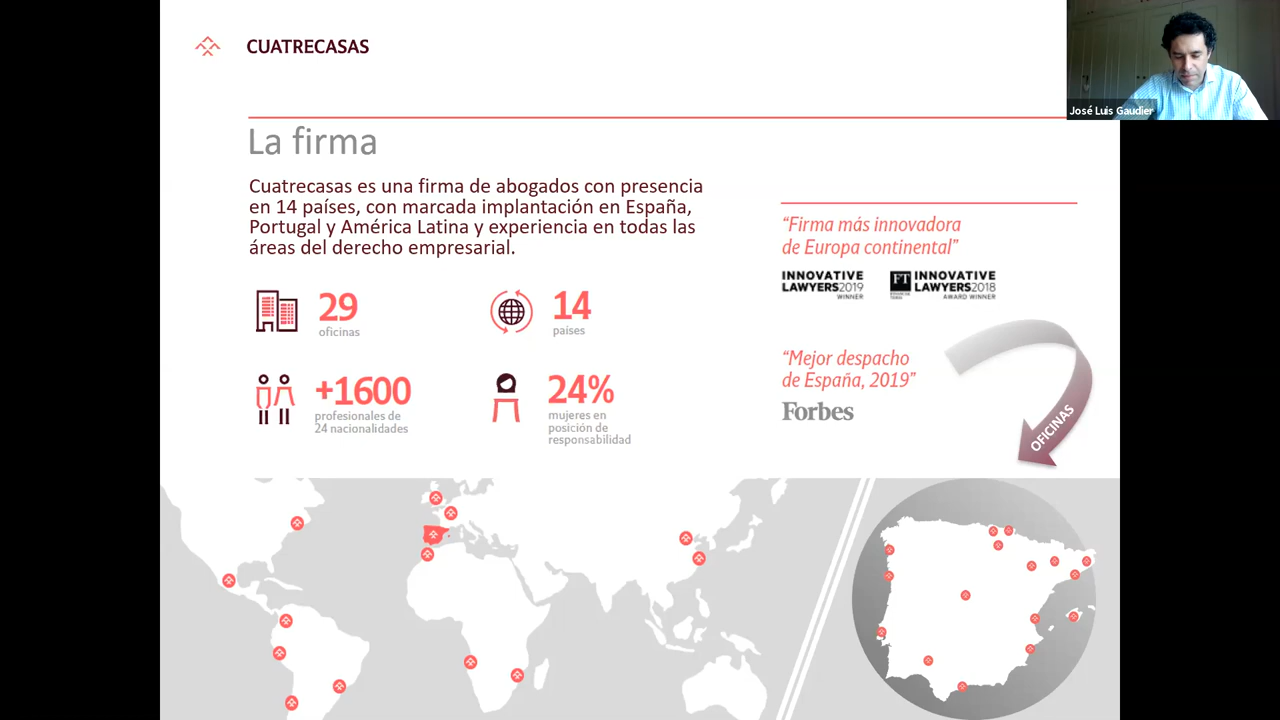 CUATRECASAS
José Luis Gaudier
La firma
Cuatrecasas es una firma de abogados con presencia
en 14 países, con marcada implantación en España,
Portugal y América Latina y experiencia en todas las
áreas del derecho empresarial.
29
oficinas
14
países
+1600
profesionales de
24 nacionalidades
24%
mujeres en
posición de
responsabilidad
“Firma más innovadora
de Europa continental”
INNOVATIVE
LAWYERS2019
WINNER
FT
INNOVATIVE
LAWYERS2018
AWARD WINNER
“Mejor despacho
de España, 2019”
Forbes
OFICINAS